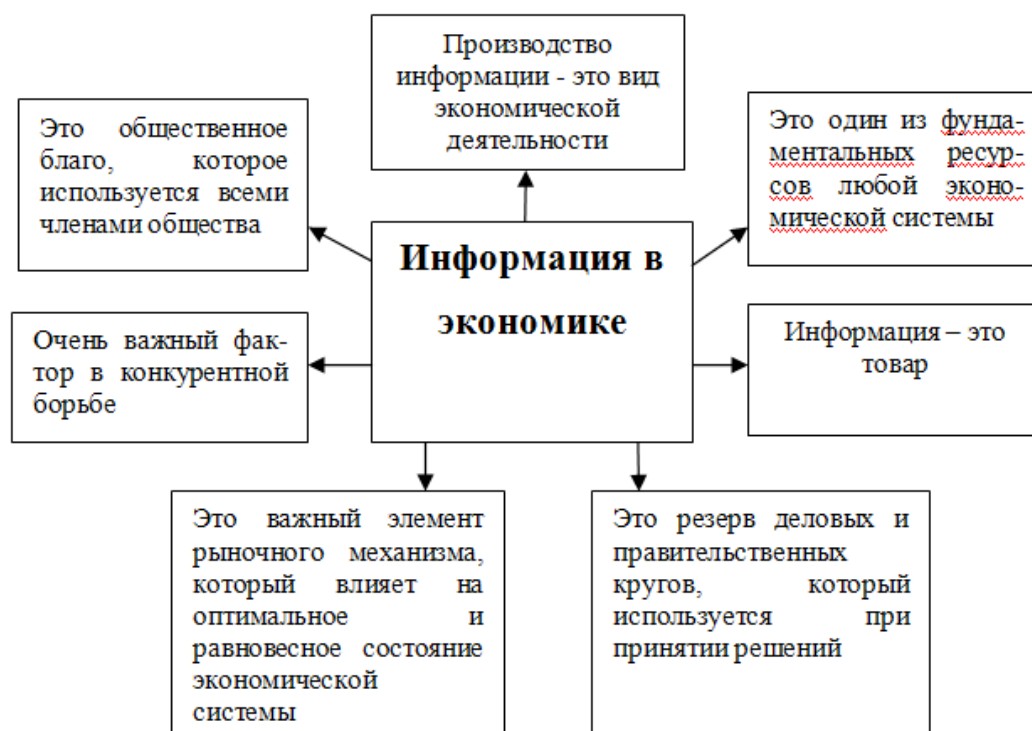 Производство
информации - это вид
экономической
деятельности
Это общественное
благо, которое
используется всеми
членами общества
Это один из фунда-
ментальных ресур-
сов любой эконо-
мической системы
Информация в
экономике
Очень важный фак-
тор в конкурентной
борьбе
Информация – это
товар
Это важный элемент
рыночного механизма,
который влияет на
оптимальное и
равновесное состояние
экономической
системы
Это резерв деловых и
правительственных
кругов, который
используется при
принятии решений